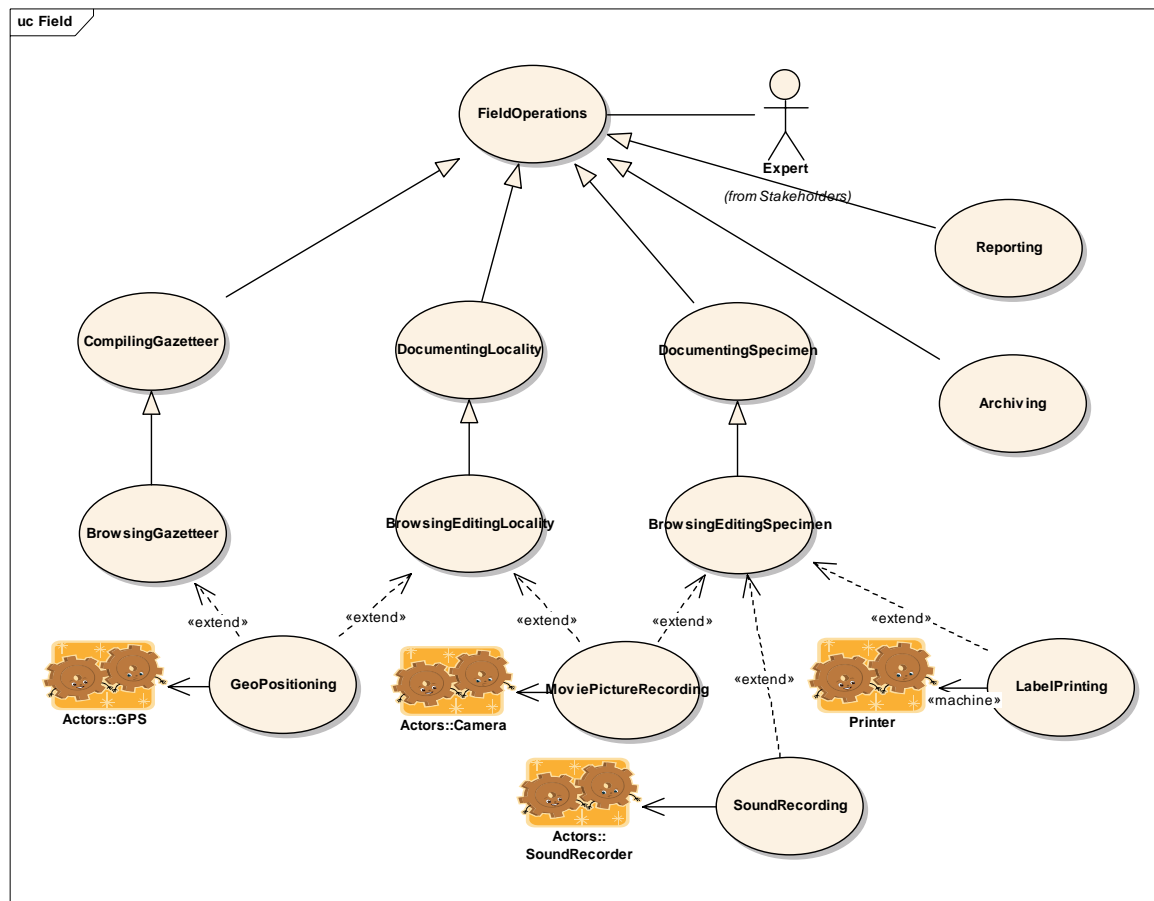 uc Field
FieldOperations
Expert
(from Stakeholders)
Reporting
CompilingGazetteer
DocumentingLocality
DocumentingSpecimen
Archiving
BrowsingGazetteer
BrowsingEditingLocality
BrowsingEditingSpecimen
«extend»
«extend»
«extend»
«extend»
«extend»
«extend»
GeoPositioning
Actors::GPS
MoviePictureRecording
Actors::Camera
LabelPrinting
«machine»
Printer
SoundRecording
Actors::
SoundRecorder